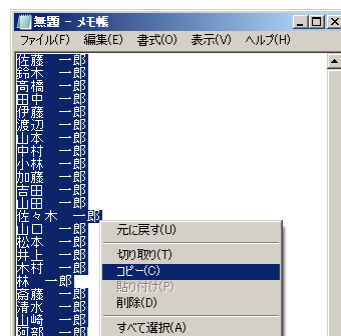 無題 - メモ帳
ファイル(F) 編集(E) 書式(O) 表示(V) ヘルプ(H)
佐藤　一郎
鈴木　一郎
高橋　一郎
田中　一郎
伊藤　一郎
渡辺　一郎
山本　一郎
中村　一郎
小林　一郎
加藤　一郎
吉田　一郎
山田　一郎
佐々木　一郎
山口　一郎
松本　一郎
井上　一郎
木村　一郎
林　一郎
斎藤　一郎
清水　一郎
山崎　一郎
阿部　一郎
元に戻す(U)
切り取り(T)
コピー(C)
貼り付け(P)
削除(D)
すべて選択(A)